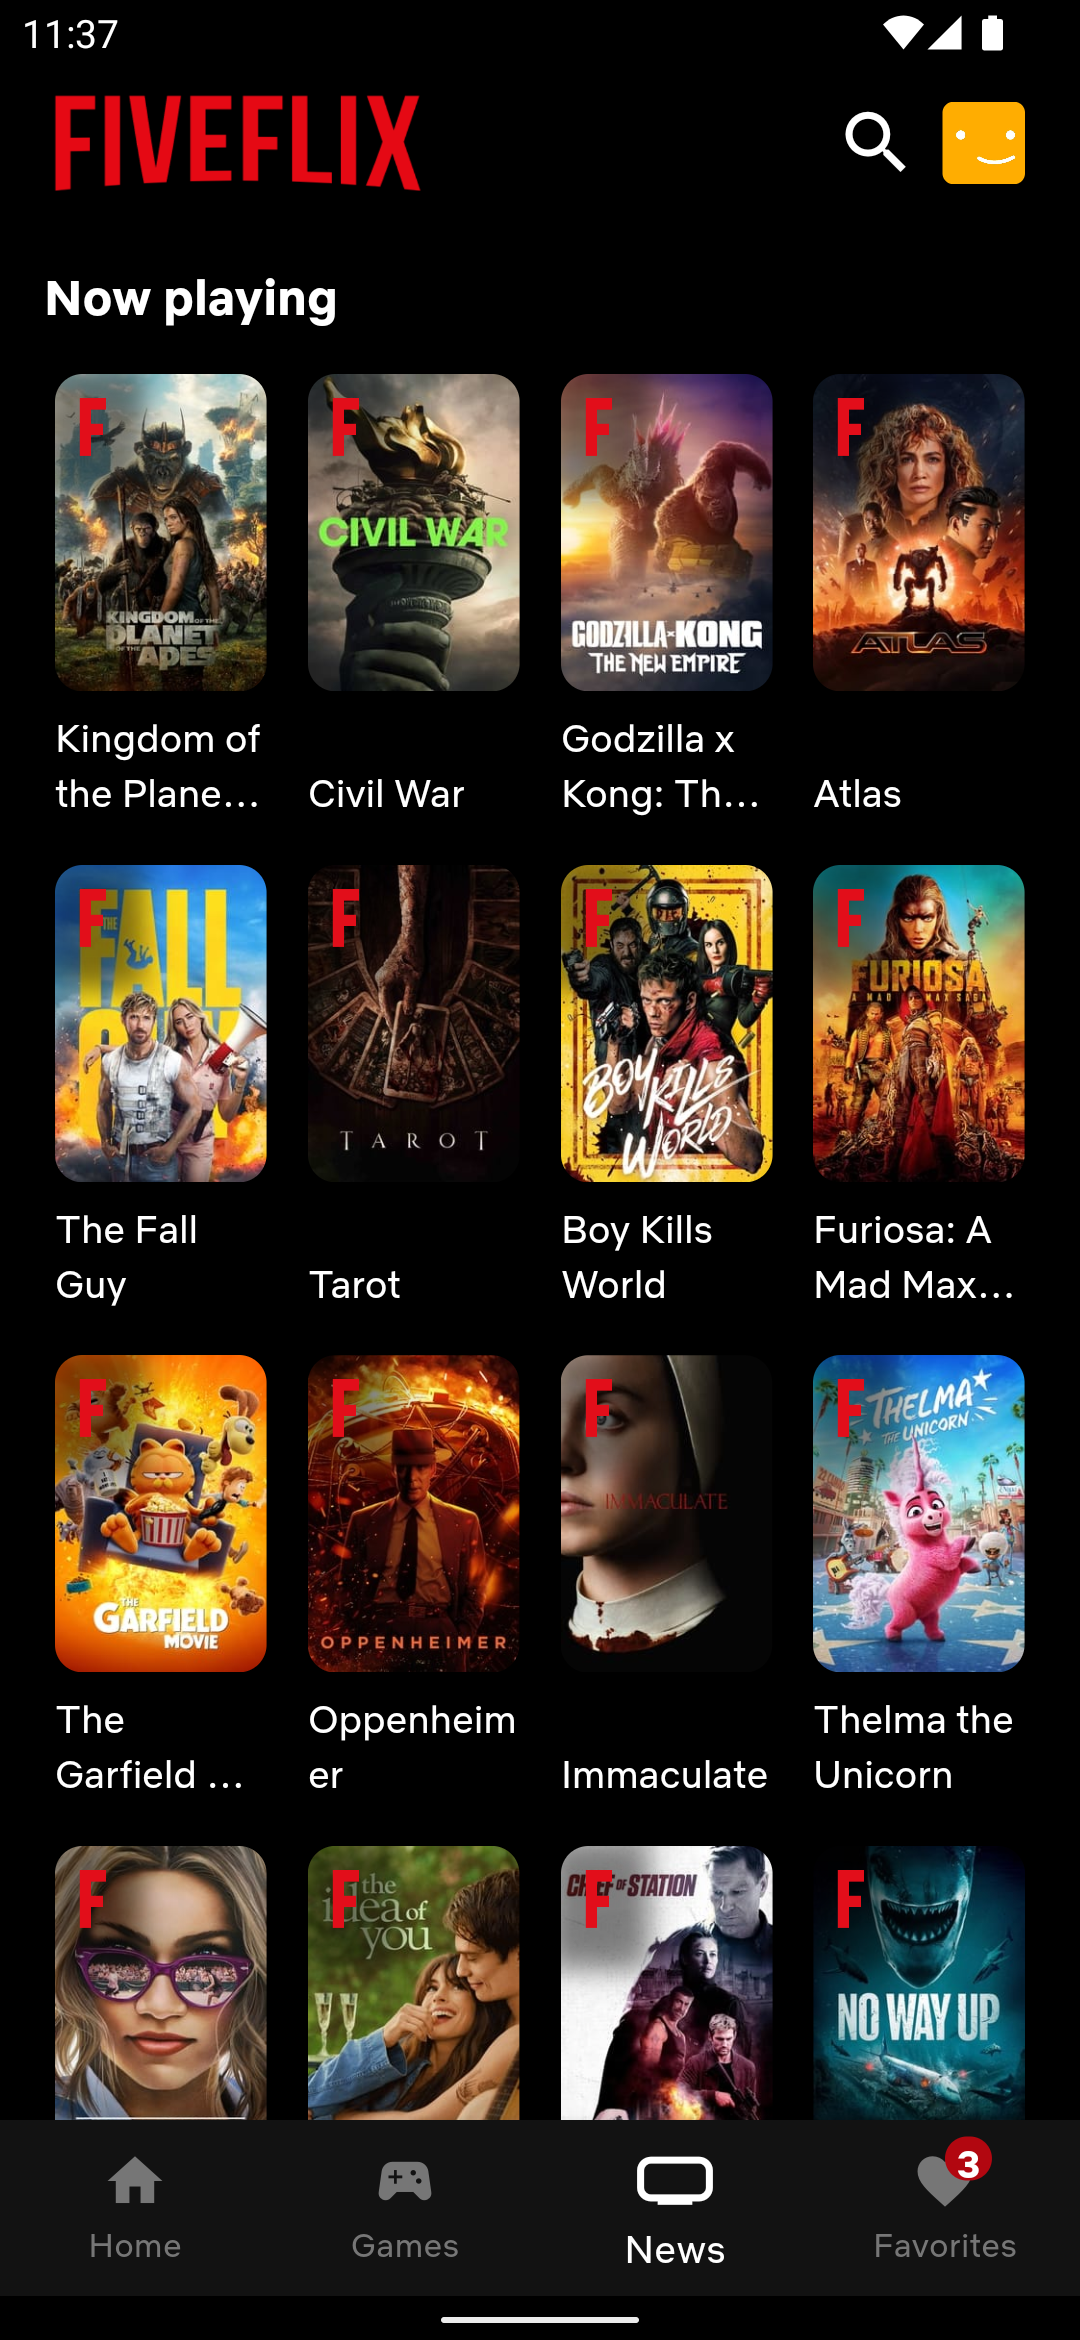 11:37
FIVEFLIX
Now playing
F
F
F
F
KINGDOM OF THE
PLANET
OF THE APES
CIVIL WAR
GODZILLA x KONG
THE NEW EMPIRE
ATLAS
Kingdom of
the Plane...
Civil War
Godzilla x
Kong: Th...
Atlas
F
F
F
F
THE
FALL
GUY
TAROT
BOY KILLS
WORLD
FURIOSA
A MAD MAX SAGA
The Fall
Guy
Tarot
Boy Kills
World
Furiosa: A
Mad Max...
F
F
F
F
THE
GARFIELD
MOVIE
OPPENHEIMER
IMMACULATE
THELMA
THE UNICORN
The
Garfield ...
Oppenheim
er
Immaculate
Thelma the
Unicorn
F
F
F
F
the
idea of
you
CHIEF OF STATION
NO WAY UP
3
Home
Games
News
Favorites